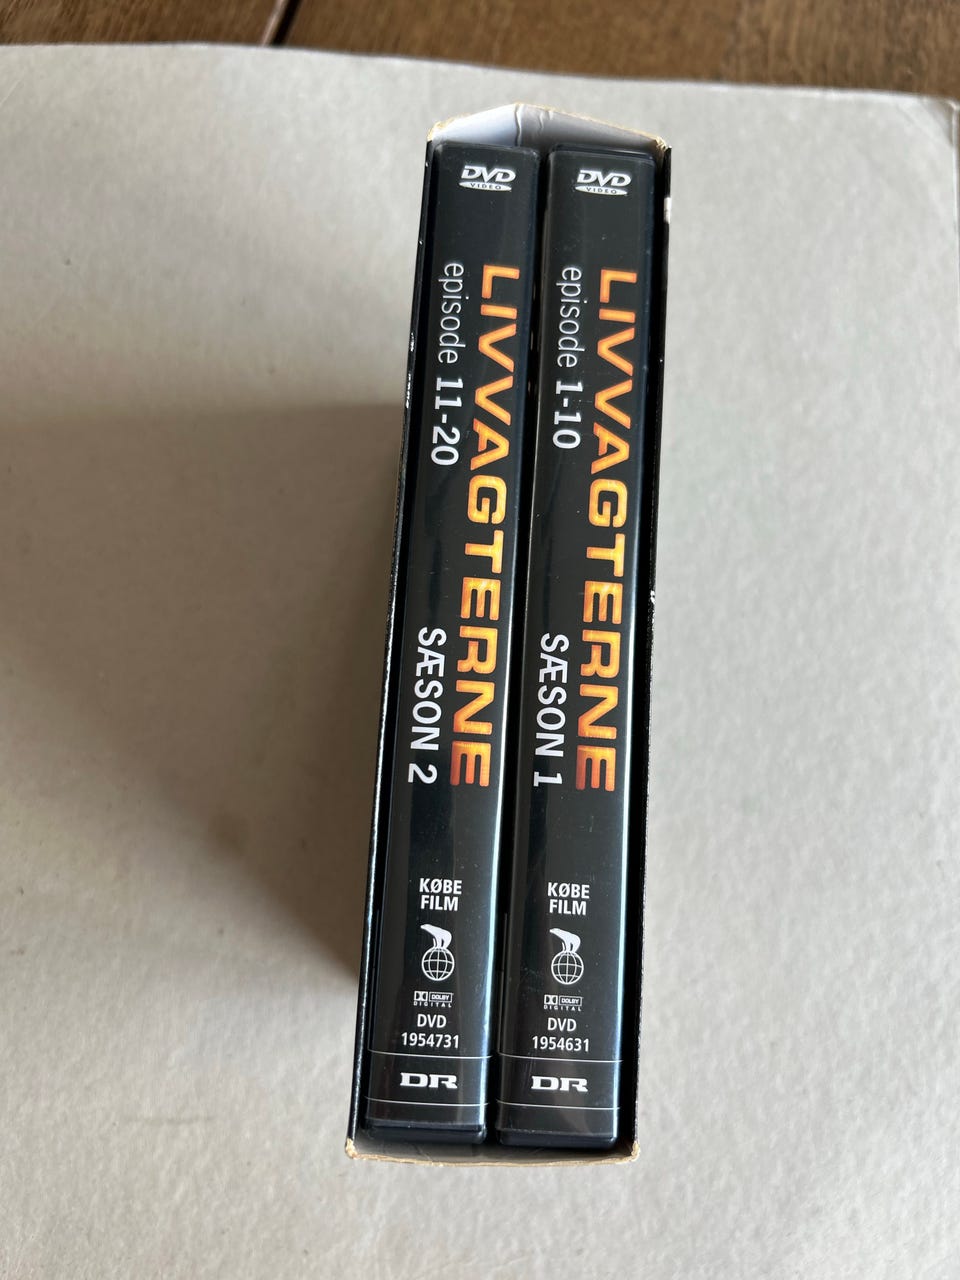 DVD
VIDEO
LIVVAGTERNE
episode 11-20
SÆSON 2
KØBE
FILM
DOLBY
DIGITAL
DVD
1954731
DR
DVD
VIDEO
LIVVAGTERNE
episode 1-10
SÆSON 1
KØBE
FILM
DOLBY
DIGITAL
DVD
1954631
DR